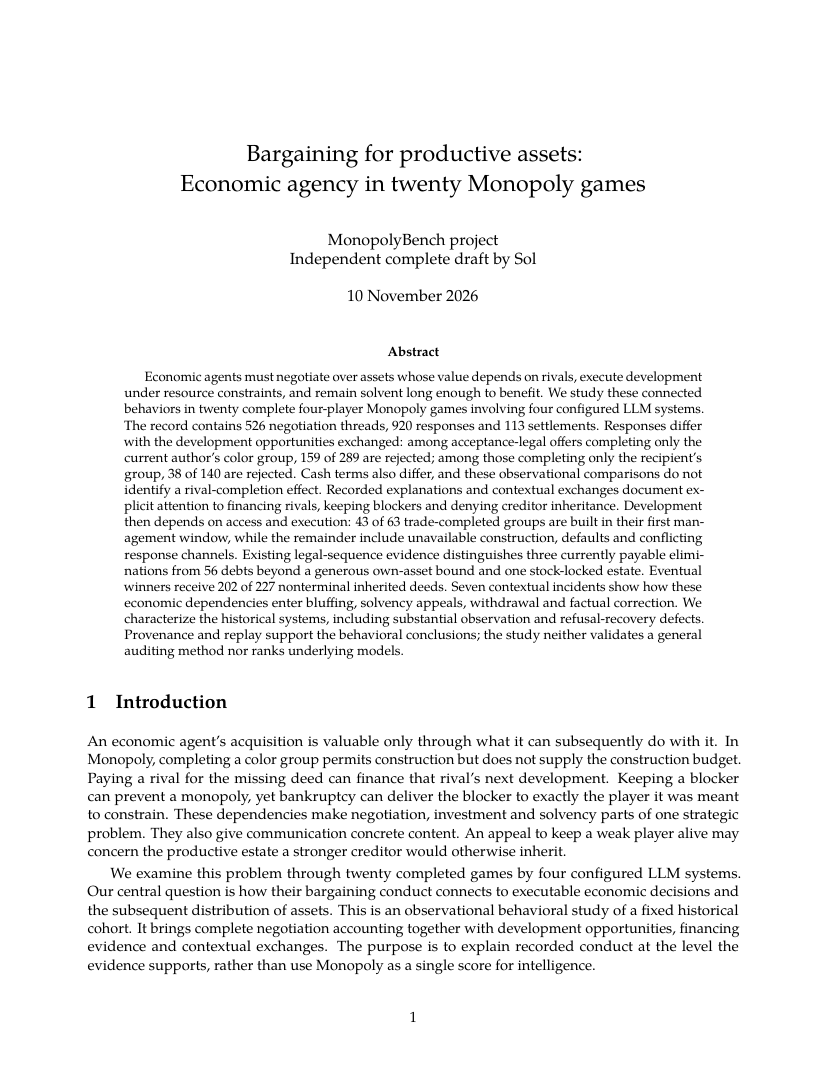 Bargaining for productive assets:
Economic agency in twenty Monopoly games
MonopolyBench project
Independent complete draft by Sol
10 November 2026
Abstract
Economic agents must negotiate over assets whose value depends on rivals, execute development
under resource constraints, and remain solvent long enough to benefit. We study these connected
behaviors in twenty complete four-player Monopoly games involving four configured LLM systems.
The record contains 526 negotiation threads, 920 responses and 113 settlements. Responses differ
with the development opportunities exchanged: among acceptance-legal offers completing only the
current author's color group, 159 of 289 are rejected; among those completing only the recipient's
group, 38 of 140 are rejected. Cash terms also differ, and these observational comparisons do not
identify a rival-completion effect. Recorded explanations and contextual exchanges document ex-
plicit attention to financing rivals, keeping blockers and denying creditor inheritance. Development
then depends on access and execution: 43 of 63 trade-completed groups are built in their first man-
agement window, while the remainder include unavailable construction, defaults and conflicting
response channels. Existing legal-sequence evidence distinguishes three currently payable elimi-
nations from 56 debts beyond a generous own-asset bound and one stock-locked estate. Eventual
winners receive 202 of 227 nonterminal inherited deeds. Seven contextual incidents show how these
economic dependencies enter bluffing, solvency appeals, withdrawal and factual correction. We
characterize the historical systems, including substantial observation and refusal-recovery defects.
Provenance and replay support the behavioral conclusions; the study neither validates a general
auditing method nor ranks underlying models.
1 Introduction
An economic agent's acquisition is valuable only through what it can subsequently do with it. In
Monopoly, completing a color group permits construction but does not supply the construction budget.
Paying a rival for the missing deed can finance that rival's next development. Keeping a blocker
can prevent a monopoly, yet bankruptcy can deliver the blocker to exactly the player it was meant
to constrain. These dependencies make negotiation, investment and solvency parts of one strategic
problem. They also give communication concrete content. An appeal to keep a weak player alive may
concern the productive estate a stronger creditor would otherwise inherit.
We examine this problem through twenty completed games by four configured LLM systems.
Our central question is how their bargaining conduct connects to executable economic decisions and
the subsequent distribution of assets. This is an observational behavioral study of a fixed historical
cohort. It brings complete negotiation accounting together with development opportunities, financing
evidence and contextual exchanges. The purpose is to explain recorded conduct at the level the
evidence supports, rather than use Monopoly as a single score for intelligence.
1